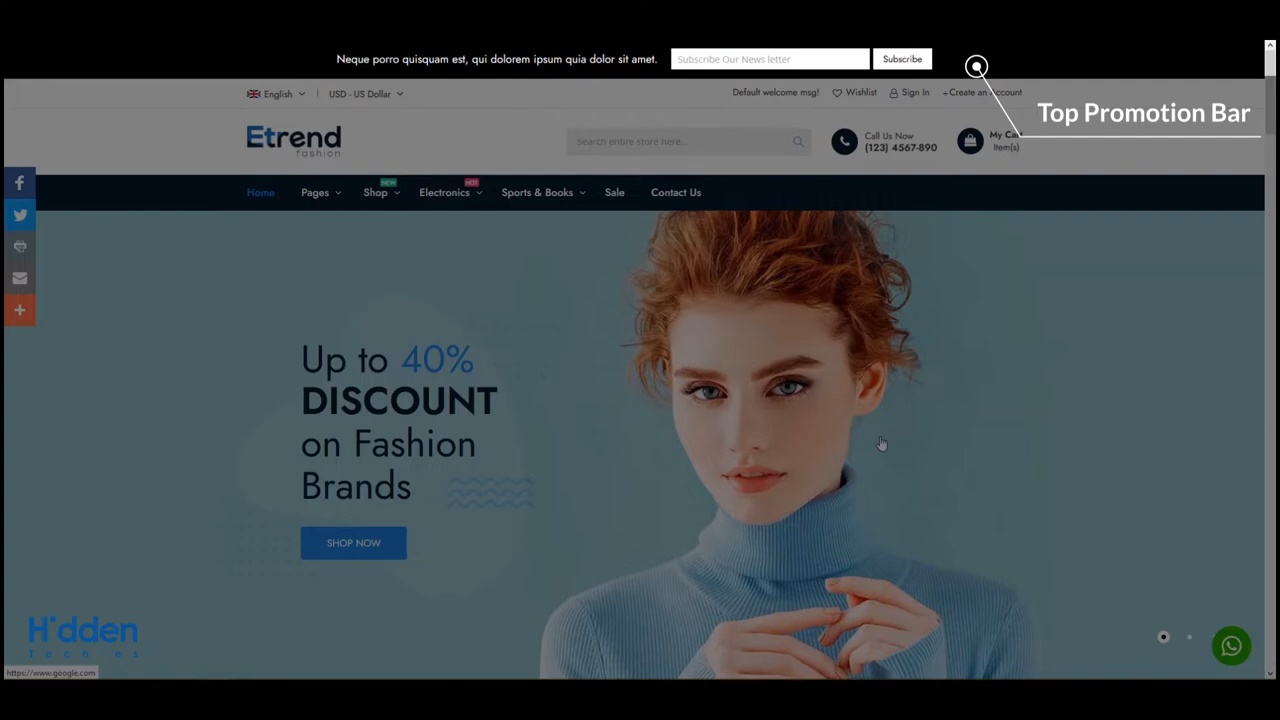 Neque porro quisquam est, qui dolorem ipsum quia dolor sit amet. Subscribe Our News letter Subscribe
Top Promotion Bar
English USD - US Dollar Default welcome msg! Wishlist Sign In +Create an Account
Etrend
fashion
Search entire store here...
Call Us Now
(123) 4567-890
My Cart
Item(s)
NEW HOT
Home Pages Shop Electronics Sports & Books Sale Contact Us
Up to 40%
DISCOUNT
on Fashion
Brands
SHOP NOW
Hidden
Techies
https://www.google.com